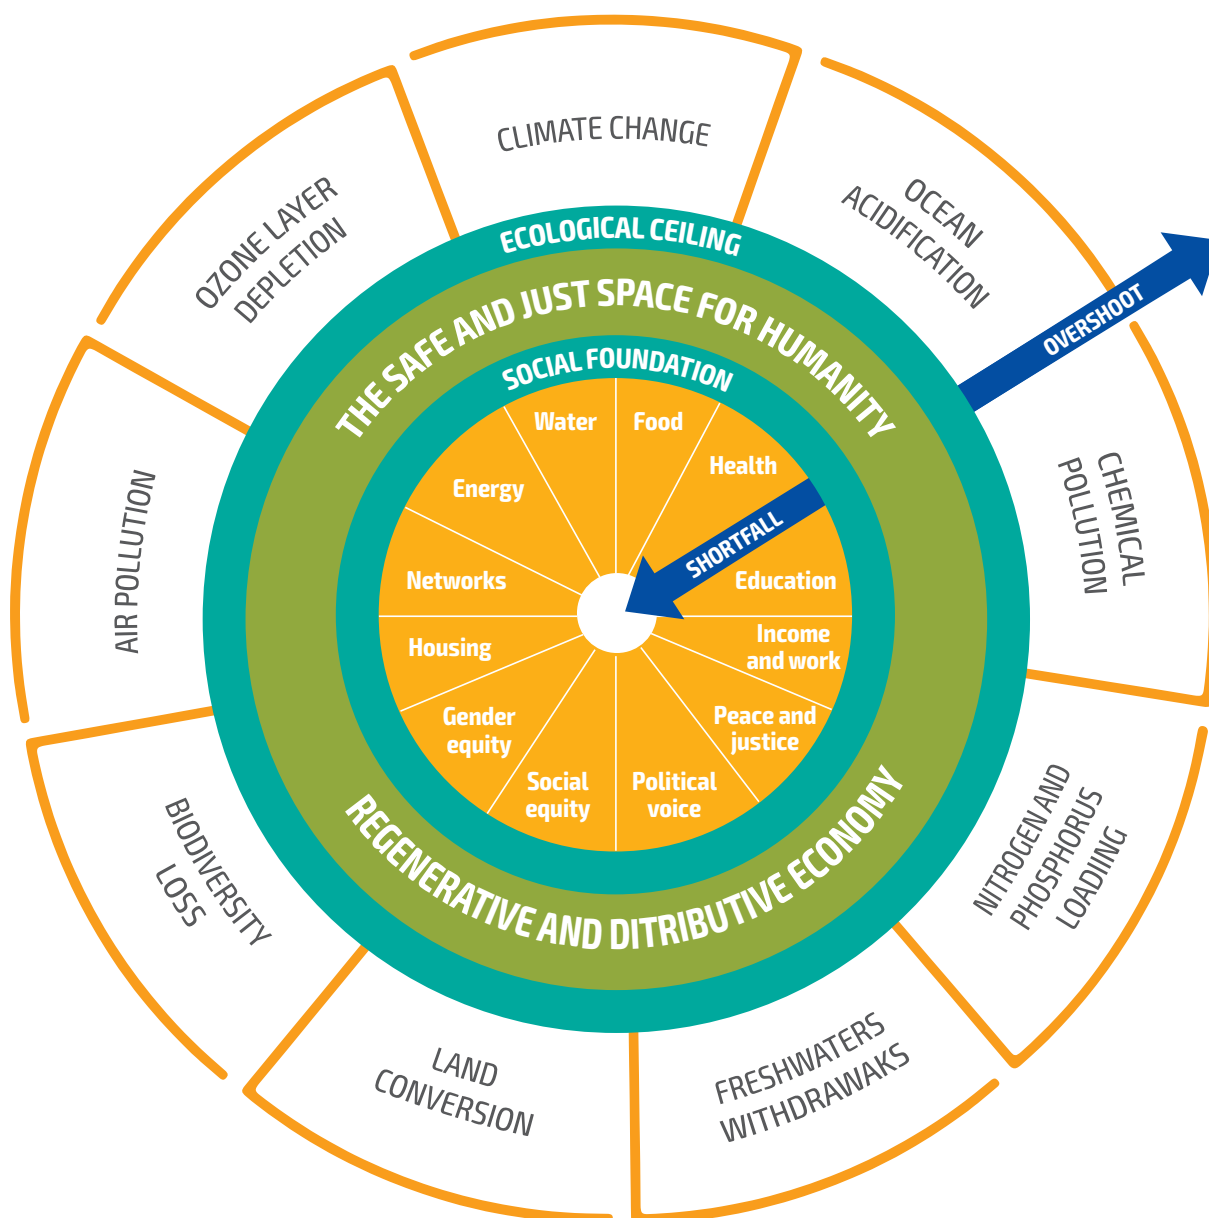 CLIMATE CHANGE
OCEAN
ACIDIFICATION
OVERSHOOT
CHEMICAL
POLLUTION
NITROGEN AND
PHOSPHORUS
LOADIING
FRESHWATERS
WITHDRAWAKS
LAND
CONVERSION
BIODIVERSITY
LOSS
AIR POLLUTION
OZONE LAYER
DEPLETION
ECOLOGICAL CEILING
THE SAFE AND JUST SPACE FOR HUMANITY
SOCIAL FOUNDATION
Water
Food
Health
SHORTFALL
Education
Income
and work
Peace and
justice
Political
voice
Social
equity
Gender
equity
Housing
Networks
Energy
REGENERATIVE AND DITRIBUTIVE ECONOMY